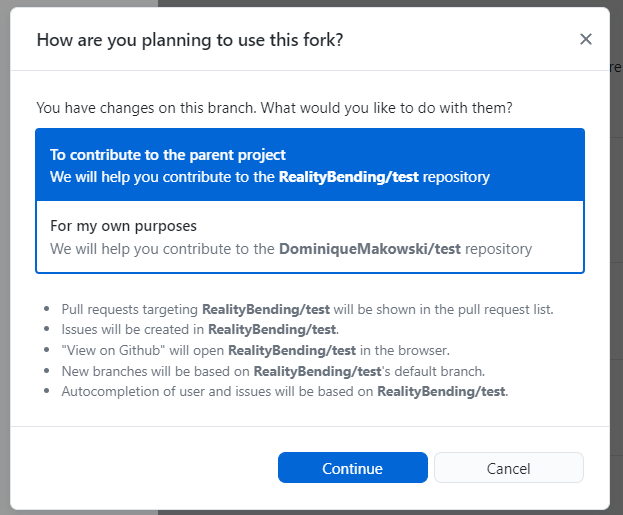 How are you planning to use this fork?
re
You have changes on this branch. What would you like to do with them?
To contribute to the parent project
We will help you contribute to the RealityBending/test repository
For my own purposes
We will help you contribute to the DominiqueMakowski/test repository
Pull requests targeting RealityBending/test will be shown in the pull request list.
Issues will be created in RealityBending/test.
"View on Github" will open RealityBending/test in the browser.
New branches will be based on RealityBending/test's default branch.
Autocompletion of user and issues will be based on RealityBending/test.
Continue
Cancel